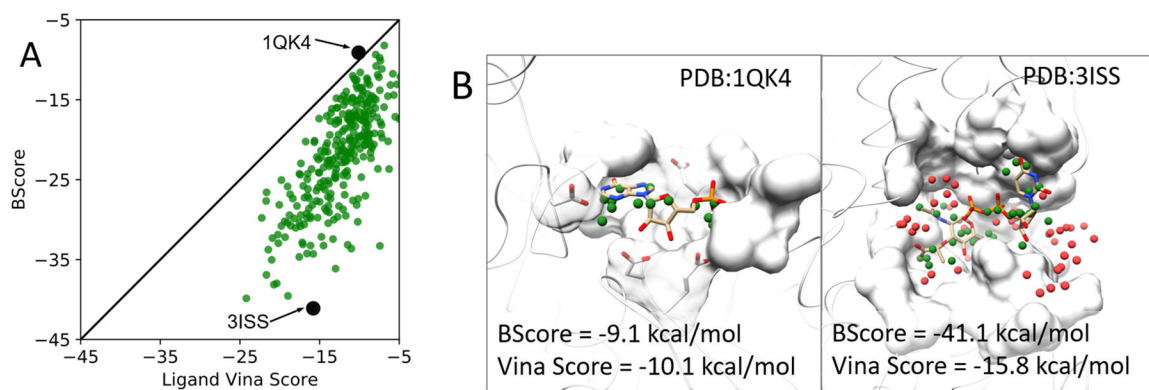 A
-5
-15
-25
-35
-45
BScore
1QK4
3ISS
-45
-35
-25
-15
-5
Ligand Vina Score
B
PDB:1QK4
BScore = -9.1 kcal/mol
Vina Score = -10.1 kcal/mol
PDB:3ISS
BScore = -41.1 kcal/mol
Vina Score = -15.8 kcal/mol